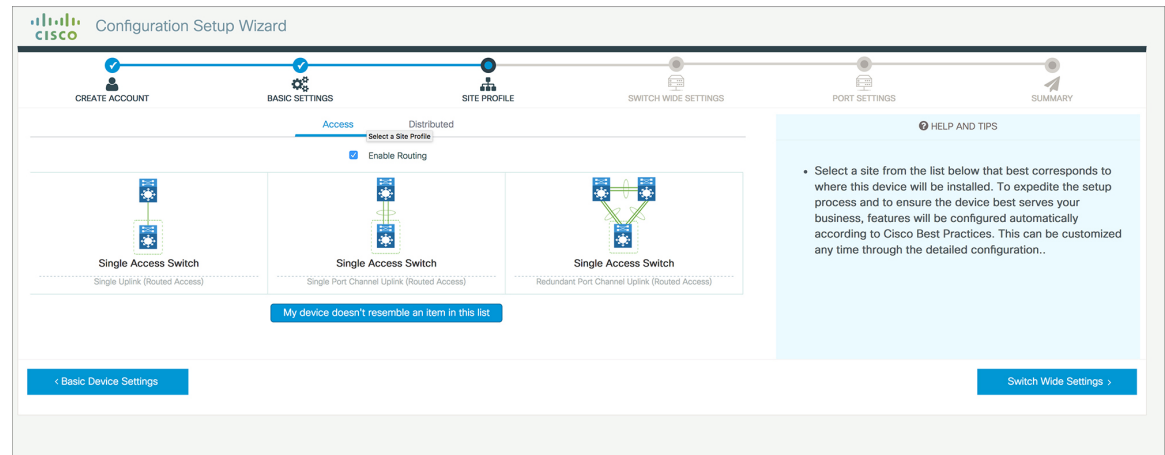 CISCO
Configuration Setup Wizard
CREATE ACCOUNT
BASIC SETTINGS
SITE PROFILE
SWITCH WIDE SETTINGS
PORT SETTINGS
SUMMARY
Access
Distributed
Select a Site Profile
Enable Routing
Single Access Switch
Single Uplink (Routed Access)
Single Access Switch
Single Port Channel Uplink (Routed Access)
Single Access Switch
Redundant Port Channel Uplink (Routed Access)
My device doesn't resemble an item in this list
? HELP AND TIPS
• Select a site from the list below that best corresponds to
where this device will be installed. To expedite the setup
process and to ensure the device best serves your
business, features will be configured automatically
according to Cisco Best Practices. This can be customized
any time through the detailed configuration..
< Basic Device Settings
Switch Wide Settings >